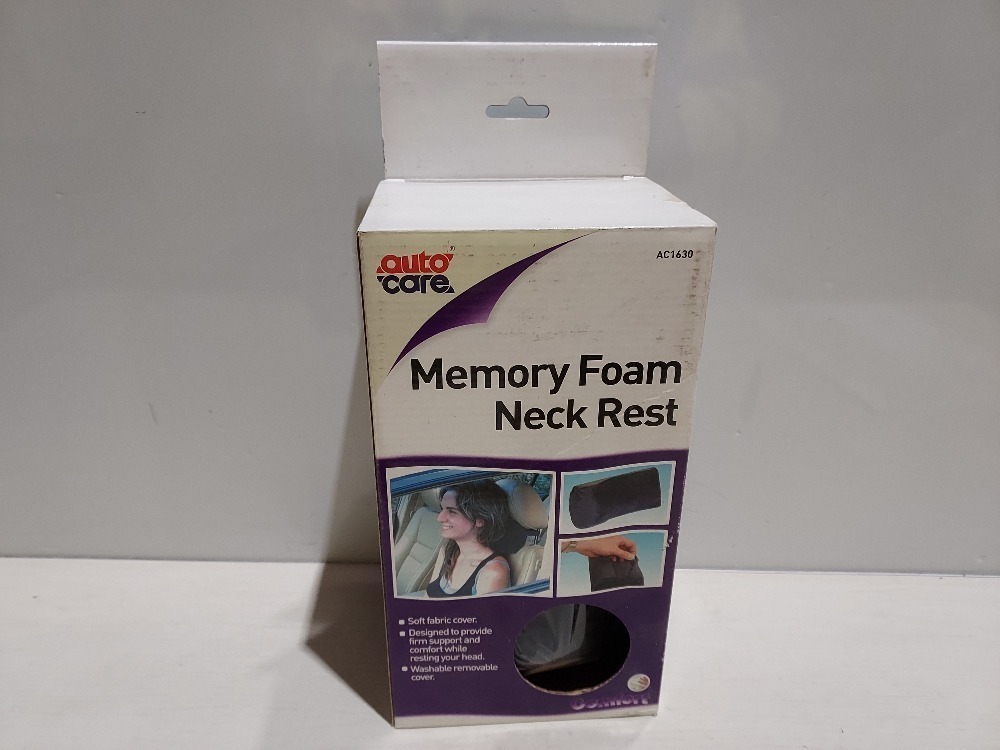 auto
care
AC1630
Memory Foam
Neck Rest
Soft fabric cover.
Designed to provide
firm support and
comfort while
resting your head.
Washable removable
cover.